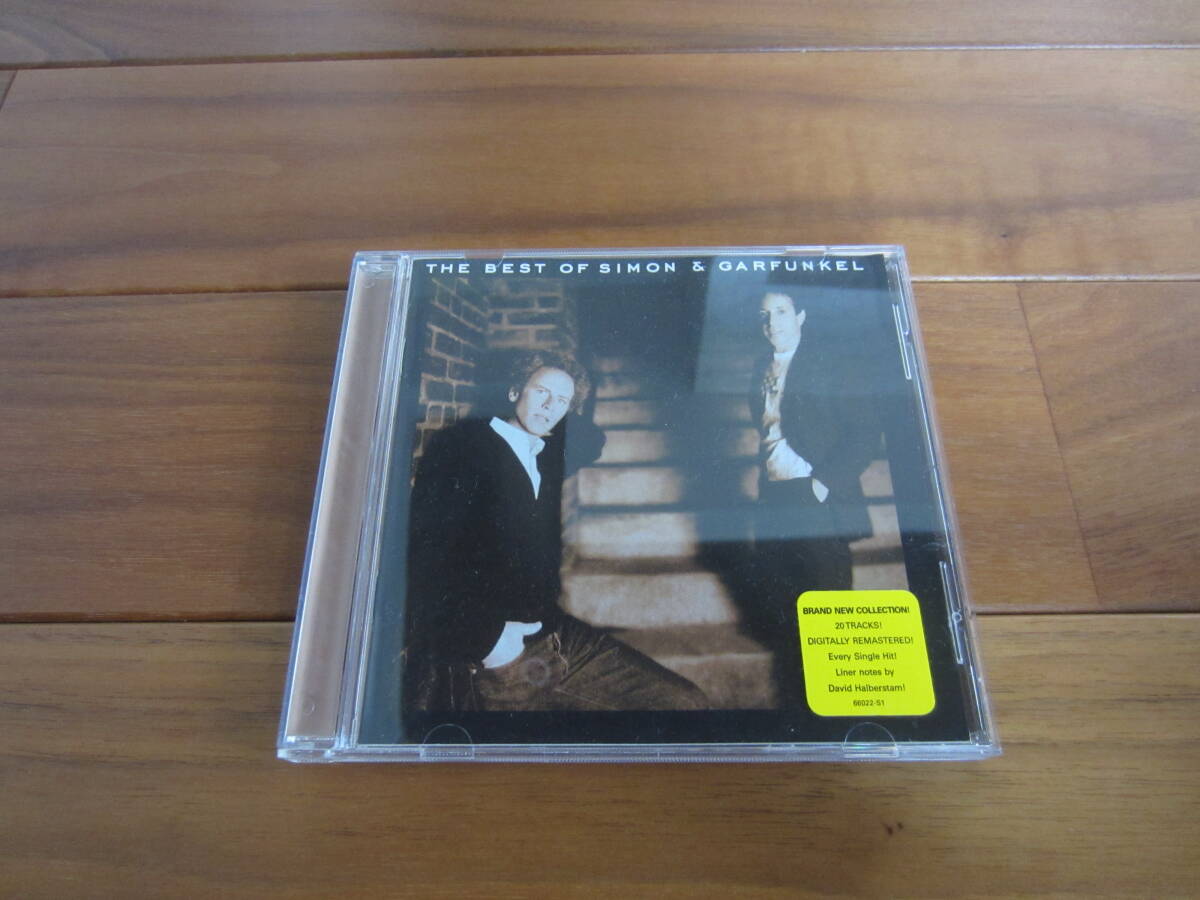 THE BEST OF SIMON & GARFUNKEL
BRAND NEW COLLECTION!
20 TRACKS!
DIGITALLY REMASTERED!
Every Single Hit!
Liner notes by
David Halberstam!
66022-S1